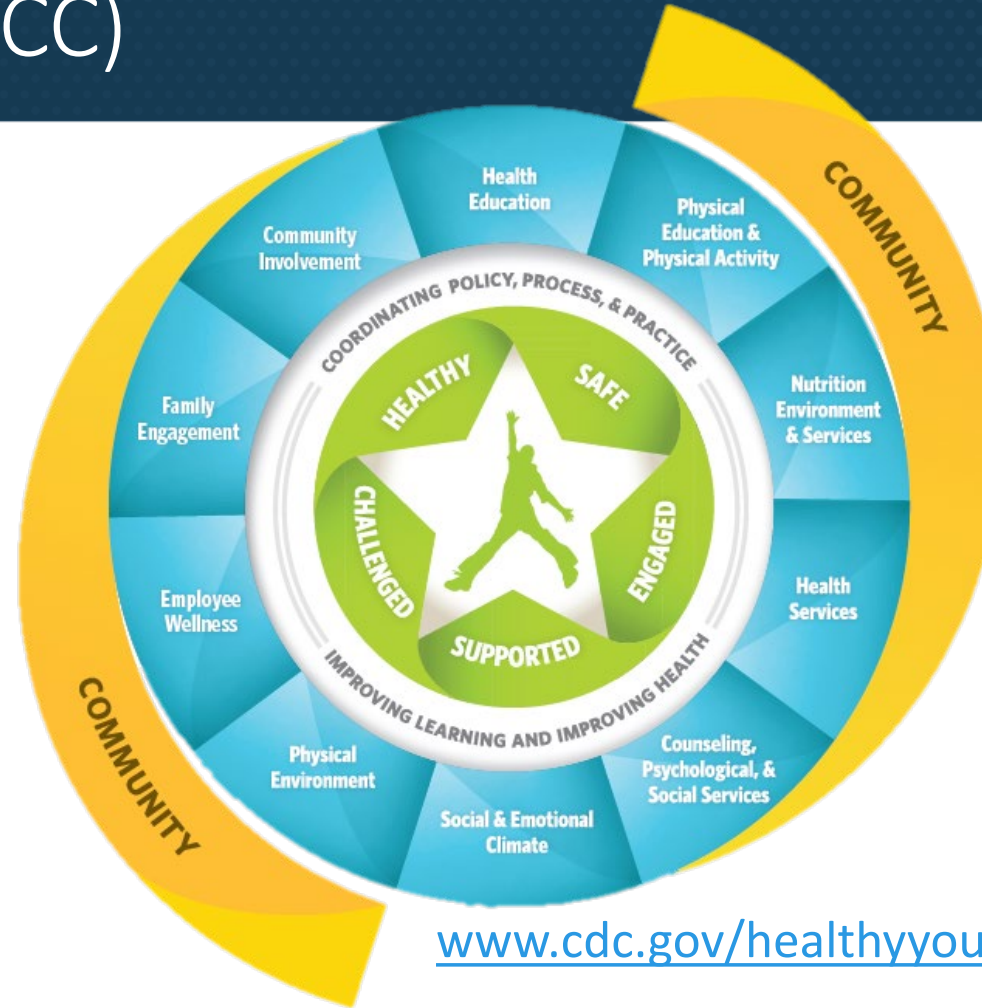 CC)
COMMUNITY
Health
Education
Physical
Education &
Physical Activity
Nutrition
Environment
& Services
Health
Services
Counseling,
Psychological, &
Social Services
Social & Emotional
Climate
Physical
Environment
Employee
Wellness
Family
Engagement
Community
Involvement
COORDINATING POLICY, PROCESS, & PRACTICE
IMPROVING LEARNING AND IMPROVING HEALTH
HEALTHY
SAFE
ENGAGED
SUPPORTED
CHALLENGED
COMMUNITY
www.cdc.gov/healthyyou